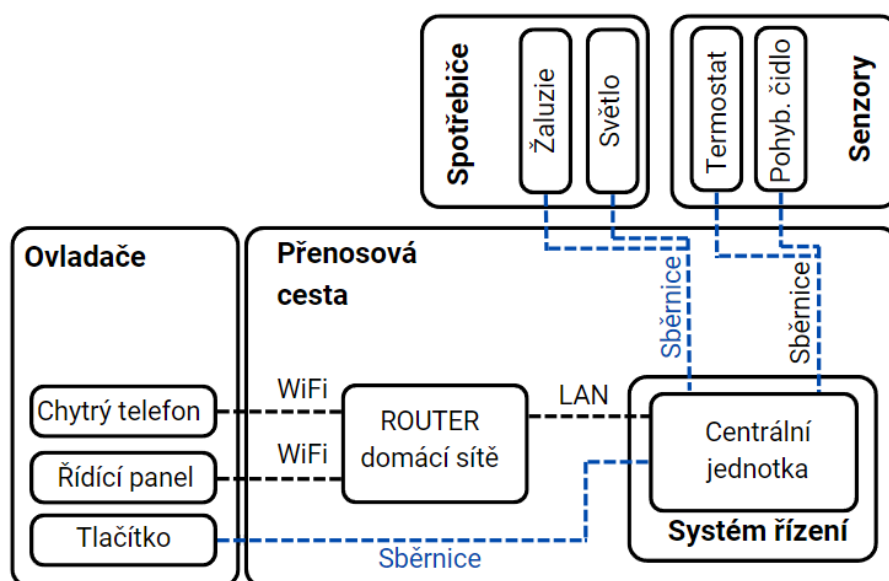 Spotřebiče
Žaluzie
Světlo
Termostat
Pohyb. čidlo
Senzory
Ovladače
Přenosová
cesta
Sběrnice
Sběrnice
Chytrý telefon
WiFi
ROUTER
domácí sítě
LAN
Centrální
jednotka
Řídící panel
WiFi
Tlačítko
Sběrnice
Systém řízení